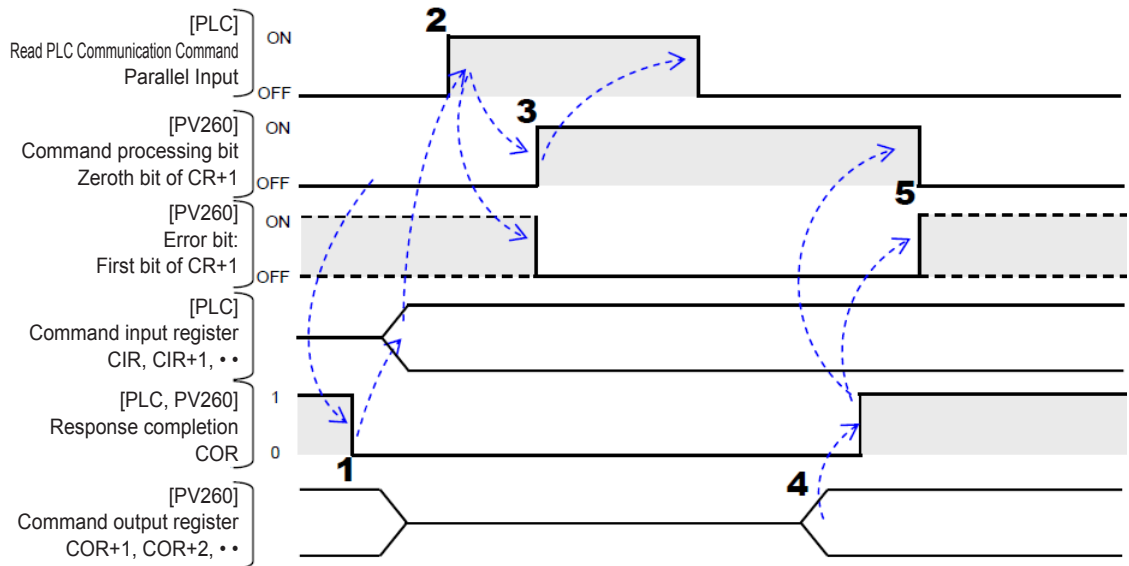 [PLC]
Read PLC Communication Command
Parallel Input
ON
OFF
2
[PV260]
Command processing bit
Zeroth bit of CR+1
ON
OFF
3
[PV260]
Error bit:
First bit of CR+1
ON
OFF
5
[PLC]
Command input register
CIR, CIR+1, • •
[PLC, PV260]
Response completion
COR
1
0
1
4
[PV260]
Command output register
COR+1, COR+2, • •